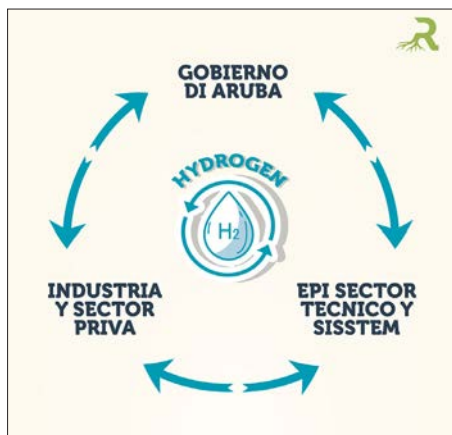 R
GOBIERNO
DI ARUBA
HYDROGEN
H2
INDUSTRIA
Y SECTOR
PRIVA
EPI SECTOR
TECNICO Y
SISSTEM